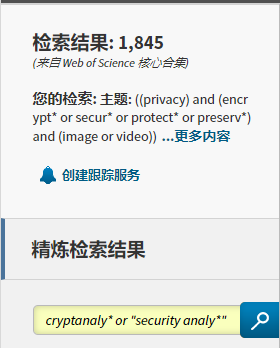 检索结果: 1,845
(来自 Web of Science 核心合集)
您的检索: 主题: ((privacy) and (encr
ypt* or secur* or protect* or preserv*)
and (image or video)) ...更多内容
创建跟踪服务
精炼检索结果
cryptanaly* or "security analy*"